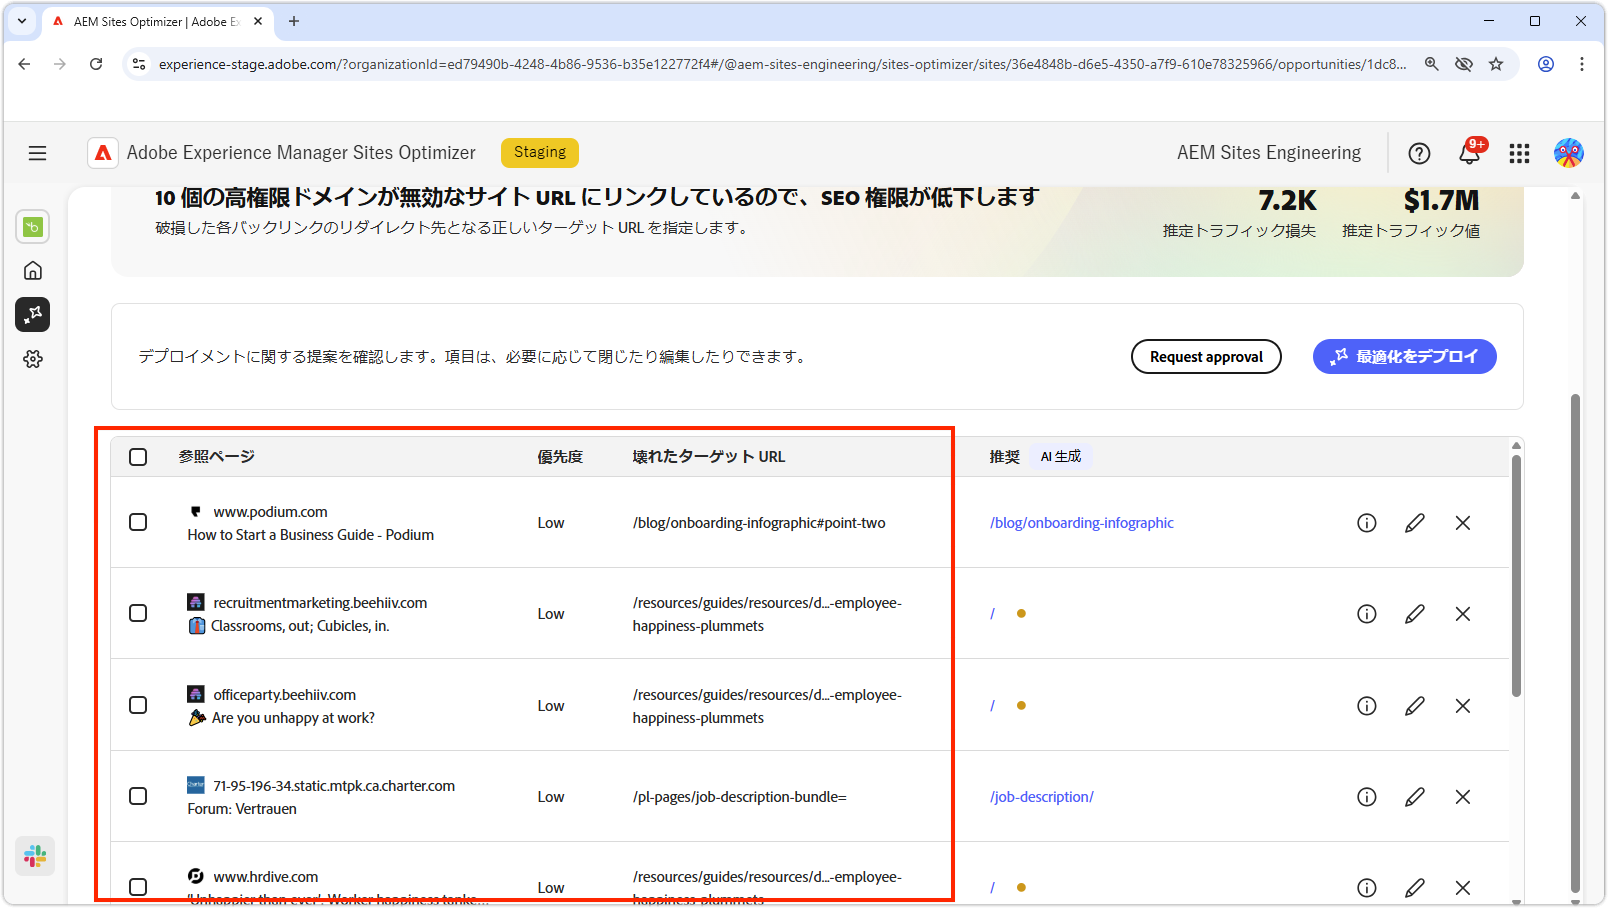 AEM Sites Optimizer | Adobe Ex
experience-stage.adobe.com/?organizationId=ed79490b-4248-4b86-9536-b35e122772f4#/@aem-sites-engineering/sites-optimizer/sites/36e4848b-d6e5-4350-a7f9-610e78325966/opportunities/1dc8...
Adobe Experience Manager Sites Optimizer
Staging
AEM Sites Engineering
9+
10 個の高権限ドメインが無効なサイト URL にリンクしているので、SEO 権限が低下します
7.2K
$1.7M
破損した各バックリンクのリダイレクト先となる正しいターゲット URL を指定します。
推定トラフィック損失
推定トラフィック値
デプロイメントに関する提案を確認します。項目は、必要に応じて閉じたり編集したりできます。
Request approval
最適化をデプロイ
参照ページ
優先度
壊れたターゲット URL
推奨
AI 生成
www.podium.com
How to Start a Business Guide - Podium
Low
/blog/onboarding-infographic#point-two
/blog/onboarding-infographic
recruitmentmarketing.beehiiv.com
Classrooms, out; Cubicles, in.
Low
/resources/guides/resources/d...-employee-
happiness-plummets
/
officeparty.beehiiv.com
Are you unhappy at work?
Low
/resources/guides/resources/d...-employee-
happiness-plummets
/
Charter
71-95-196-34.static.mtpk.ca.charter.com
Forum: Vertrauen
Low
/pl-pages/job-description-bundle=
/job-description/
www.hrdive.com
'Unhappier than ever': Worker happiness tanke...
Low
/resources/guides/resources/d...-employee-
happiness-plummets
/